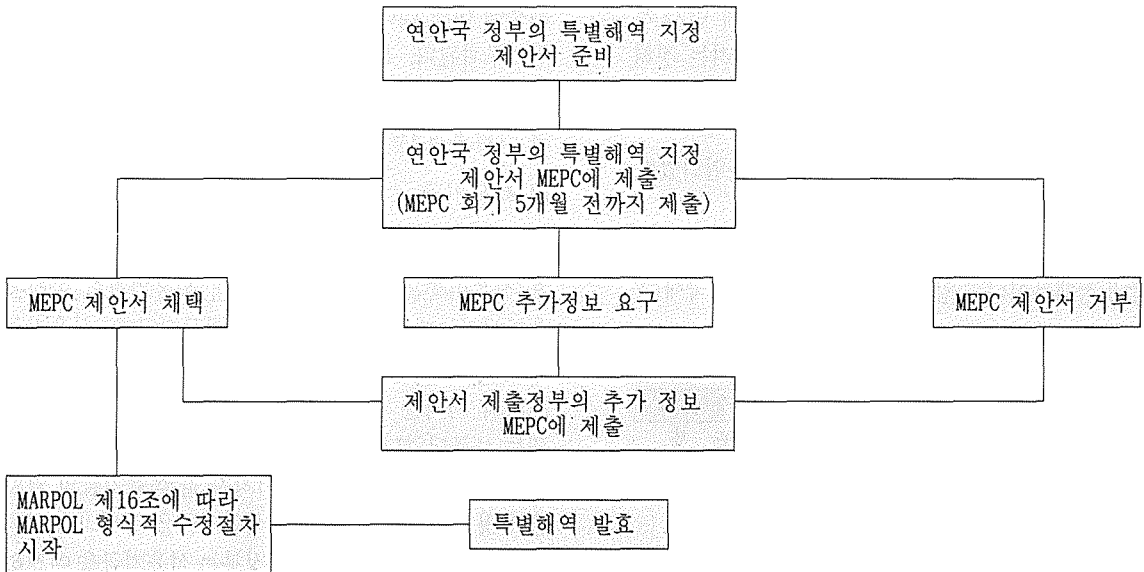 연안국 정부의 특별해역 지정
제안서 준비
연안국 정부의 특별해역 지정
제안서 MEPC에 제출
(MEPC 회기 5개월 전까지 제출)
MEPC 제안서 채택
MEPC 추가정보 요구
MEPC 제안서 거부
제안서 제출정부의 추가 정보
MEPC에 제출
MARPOL 제16조에 따라
MARPOL 형식적 수정절차
시작
특별해역 발효